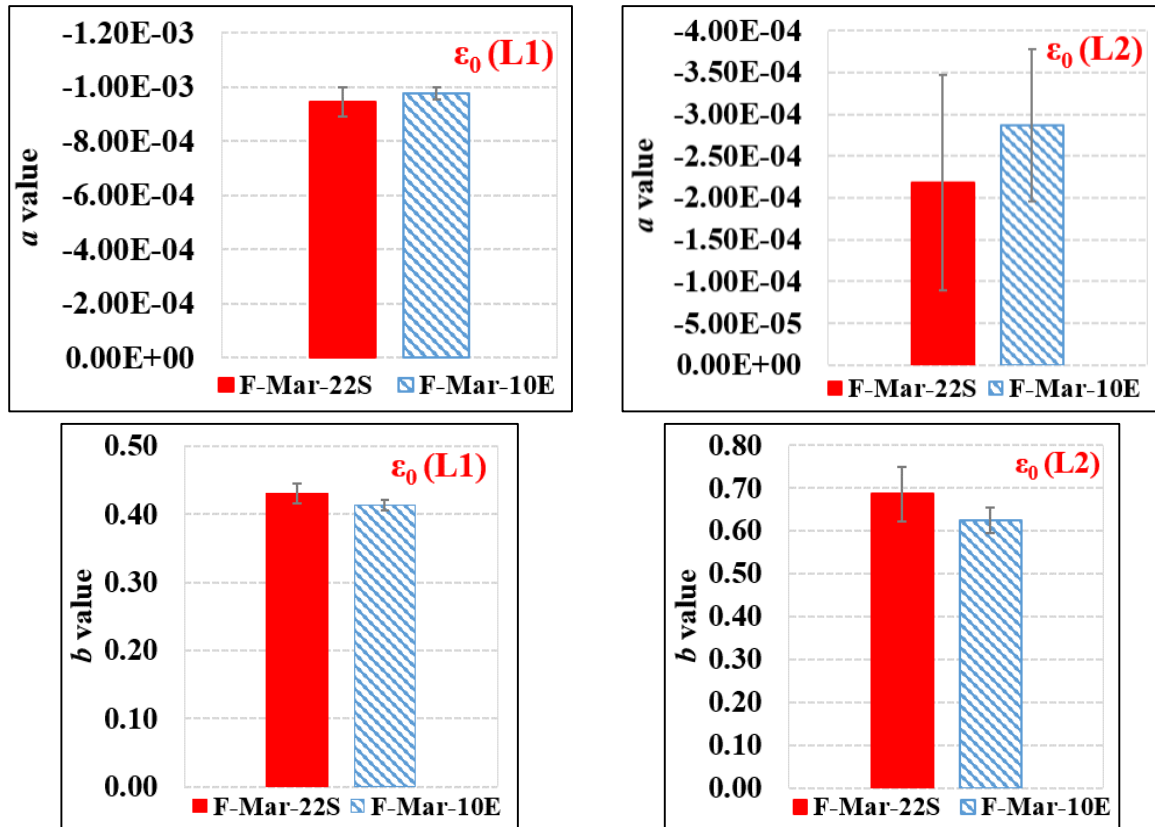 -1.20E-03
-1.00E-03
-8.00E-04
-6.00E-04
-4.00E-04
-2.00E-04
0.00E+00
a value
ε0 (L1)
F-Mar-22S F-Mar-10E
-4.00E-04
-3.50E-04
-3.00E-04
-2.50E-04
-2.00E-04
-1.50E-04
-1.00E-04
-5.00E-05
0.00E+00
a value
ε0 (L2)
F-Mar-22S F-Mar-10E
0.50
0.40
0.30
0.20
0.10
0.00
b value
ε0 (L1)
F-Mar-22S F-Mar-10E
0.80
0.70
0.60
0.50
0.40
0.30
0.20
0.10
0.00
b value
ε0 (L2)
F-Mar-22S F-Mar-10E